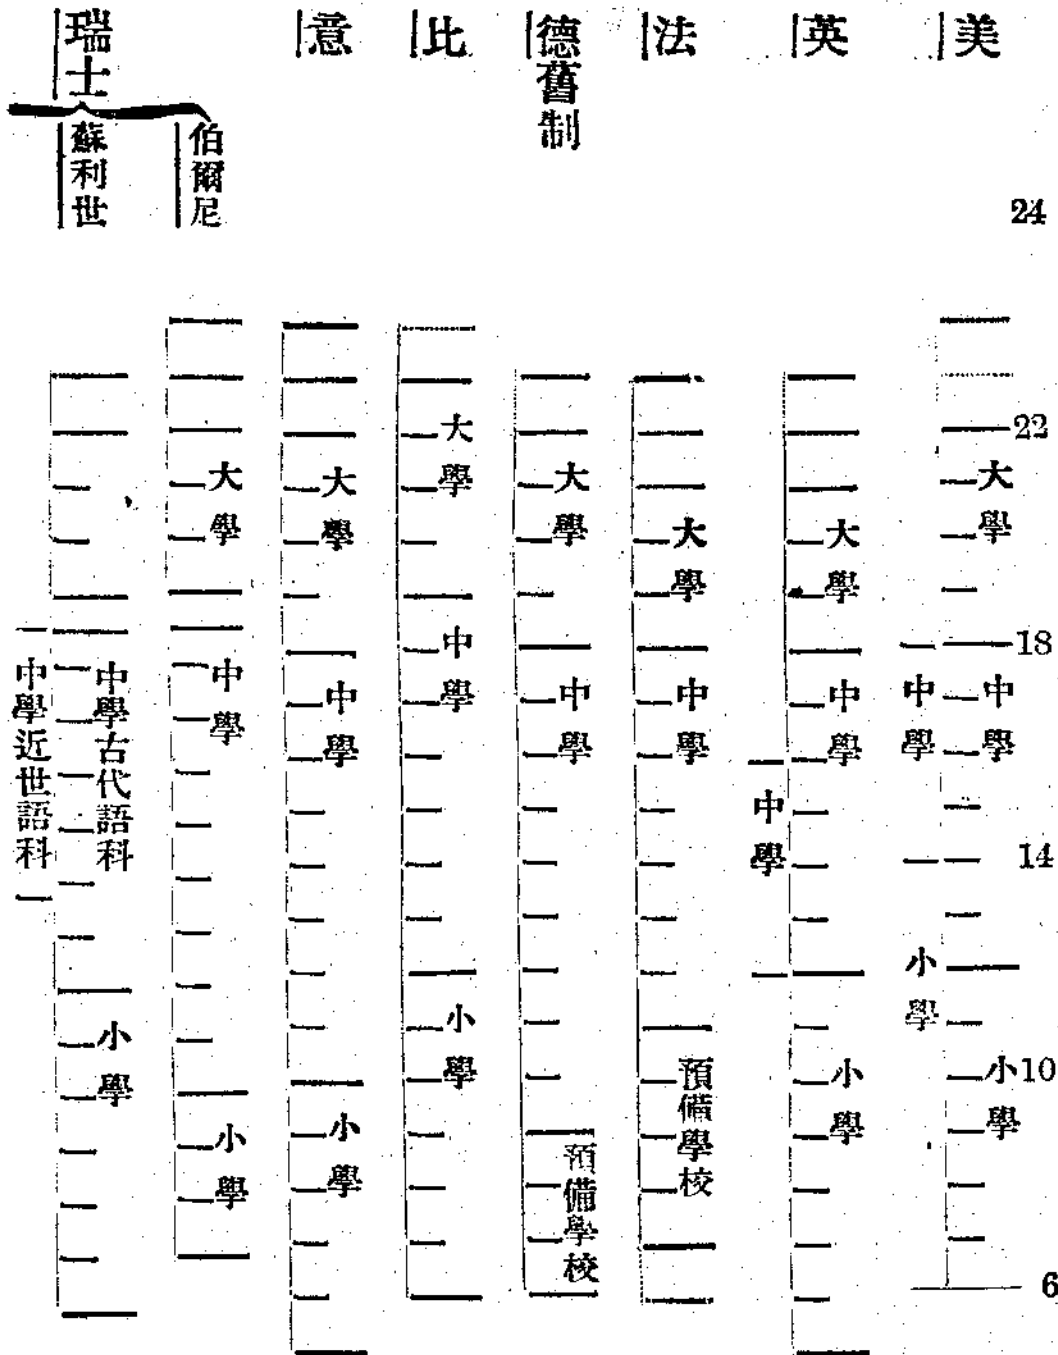 美
英
法
德舊制
比
意
瑞士
伯爾尼
蘇利世
24
22
18
14
10
6
大學
中學
小學
中學
小學
大學
中學
小學
中學
大學
中學
預備學校
大學
中學
預備學校
大學
中學
小學
大學
中學
小學
大學
中學
小學
中學古代語科
小學
中學近世語科